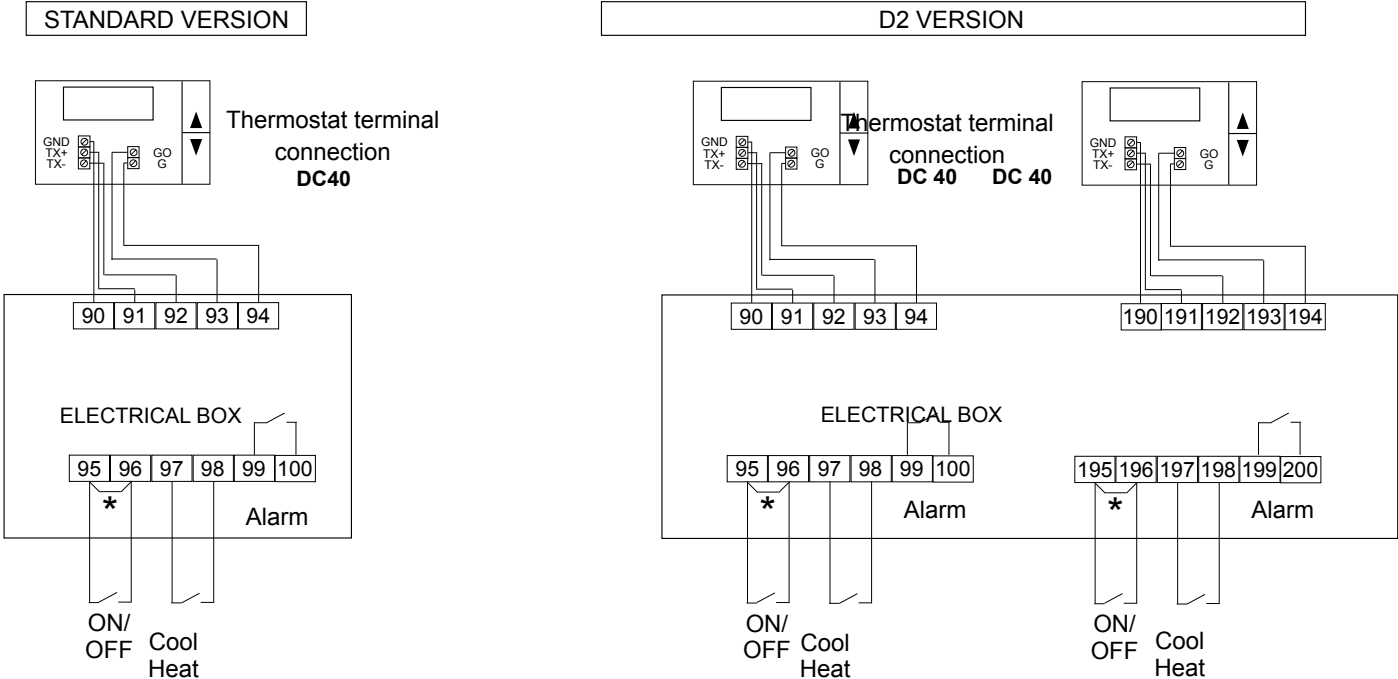 STANDARD VERSION
D2 VERSION
GND
TX+
TX-
GO
G
Thermostat terminal
connection
DC40
GND
TX+
TX-
GO
G
Thermostat terminal
connection
DC 40 DC 40
GND
TX+
TX-
GO
G
90 91 92 93 94
90 91 92 93 94
190 191 192 193 194
ELECTRICAL BOX
ELECTRICAL BOX
95 96 97 98 99 100
95 96 97 98 99 100
195 196 197 198 199 200
*
Alarm
*
Alarm
*
Alarm
ON/
OFF
Cool
Heat
ON/
OFF
Cool
Heat
ON/
OFF
Cool
Heat